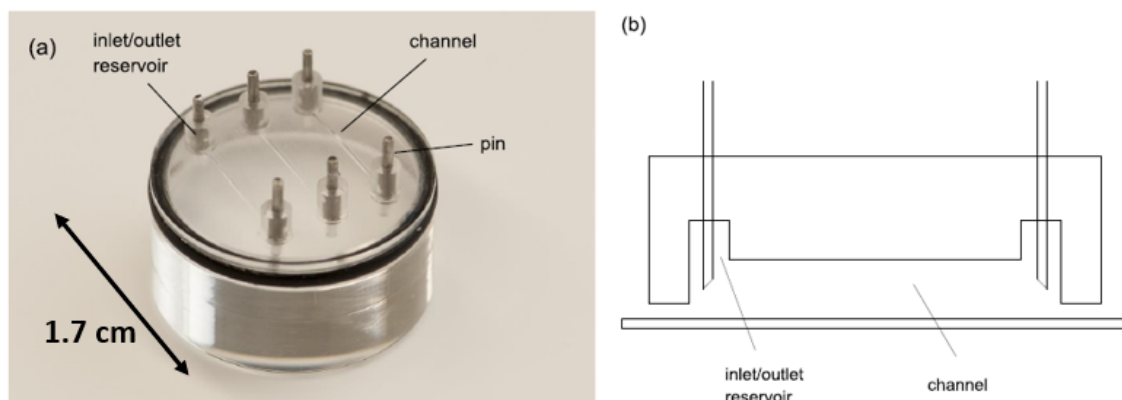 (a)
inlet/outlet
reservoir
channel
pin
1.7 cm
(b)
inlet/outlet
reservoir
channel